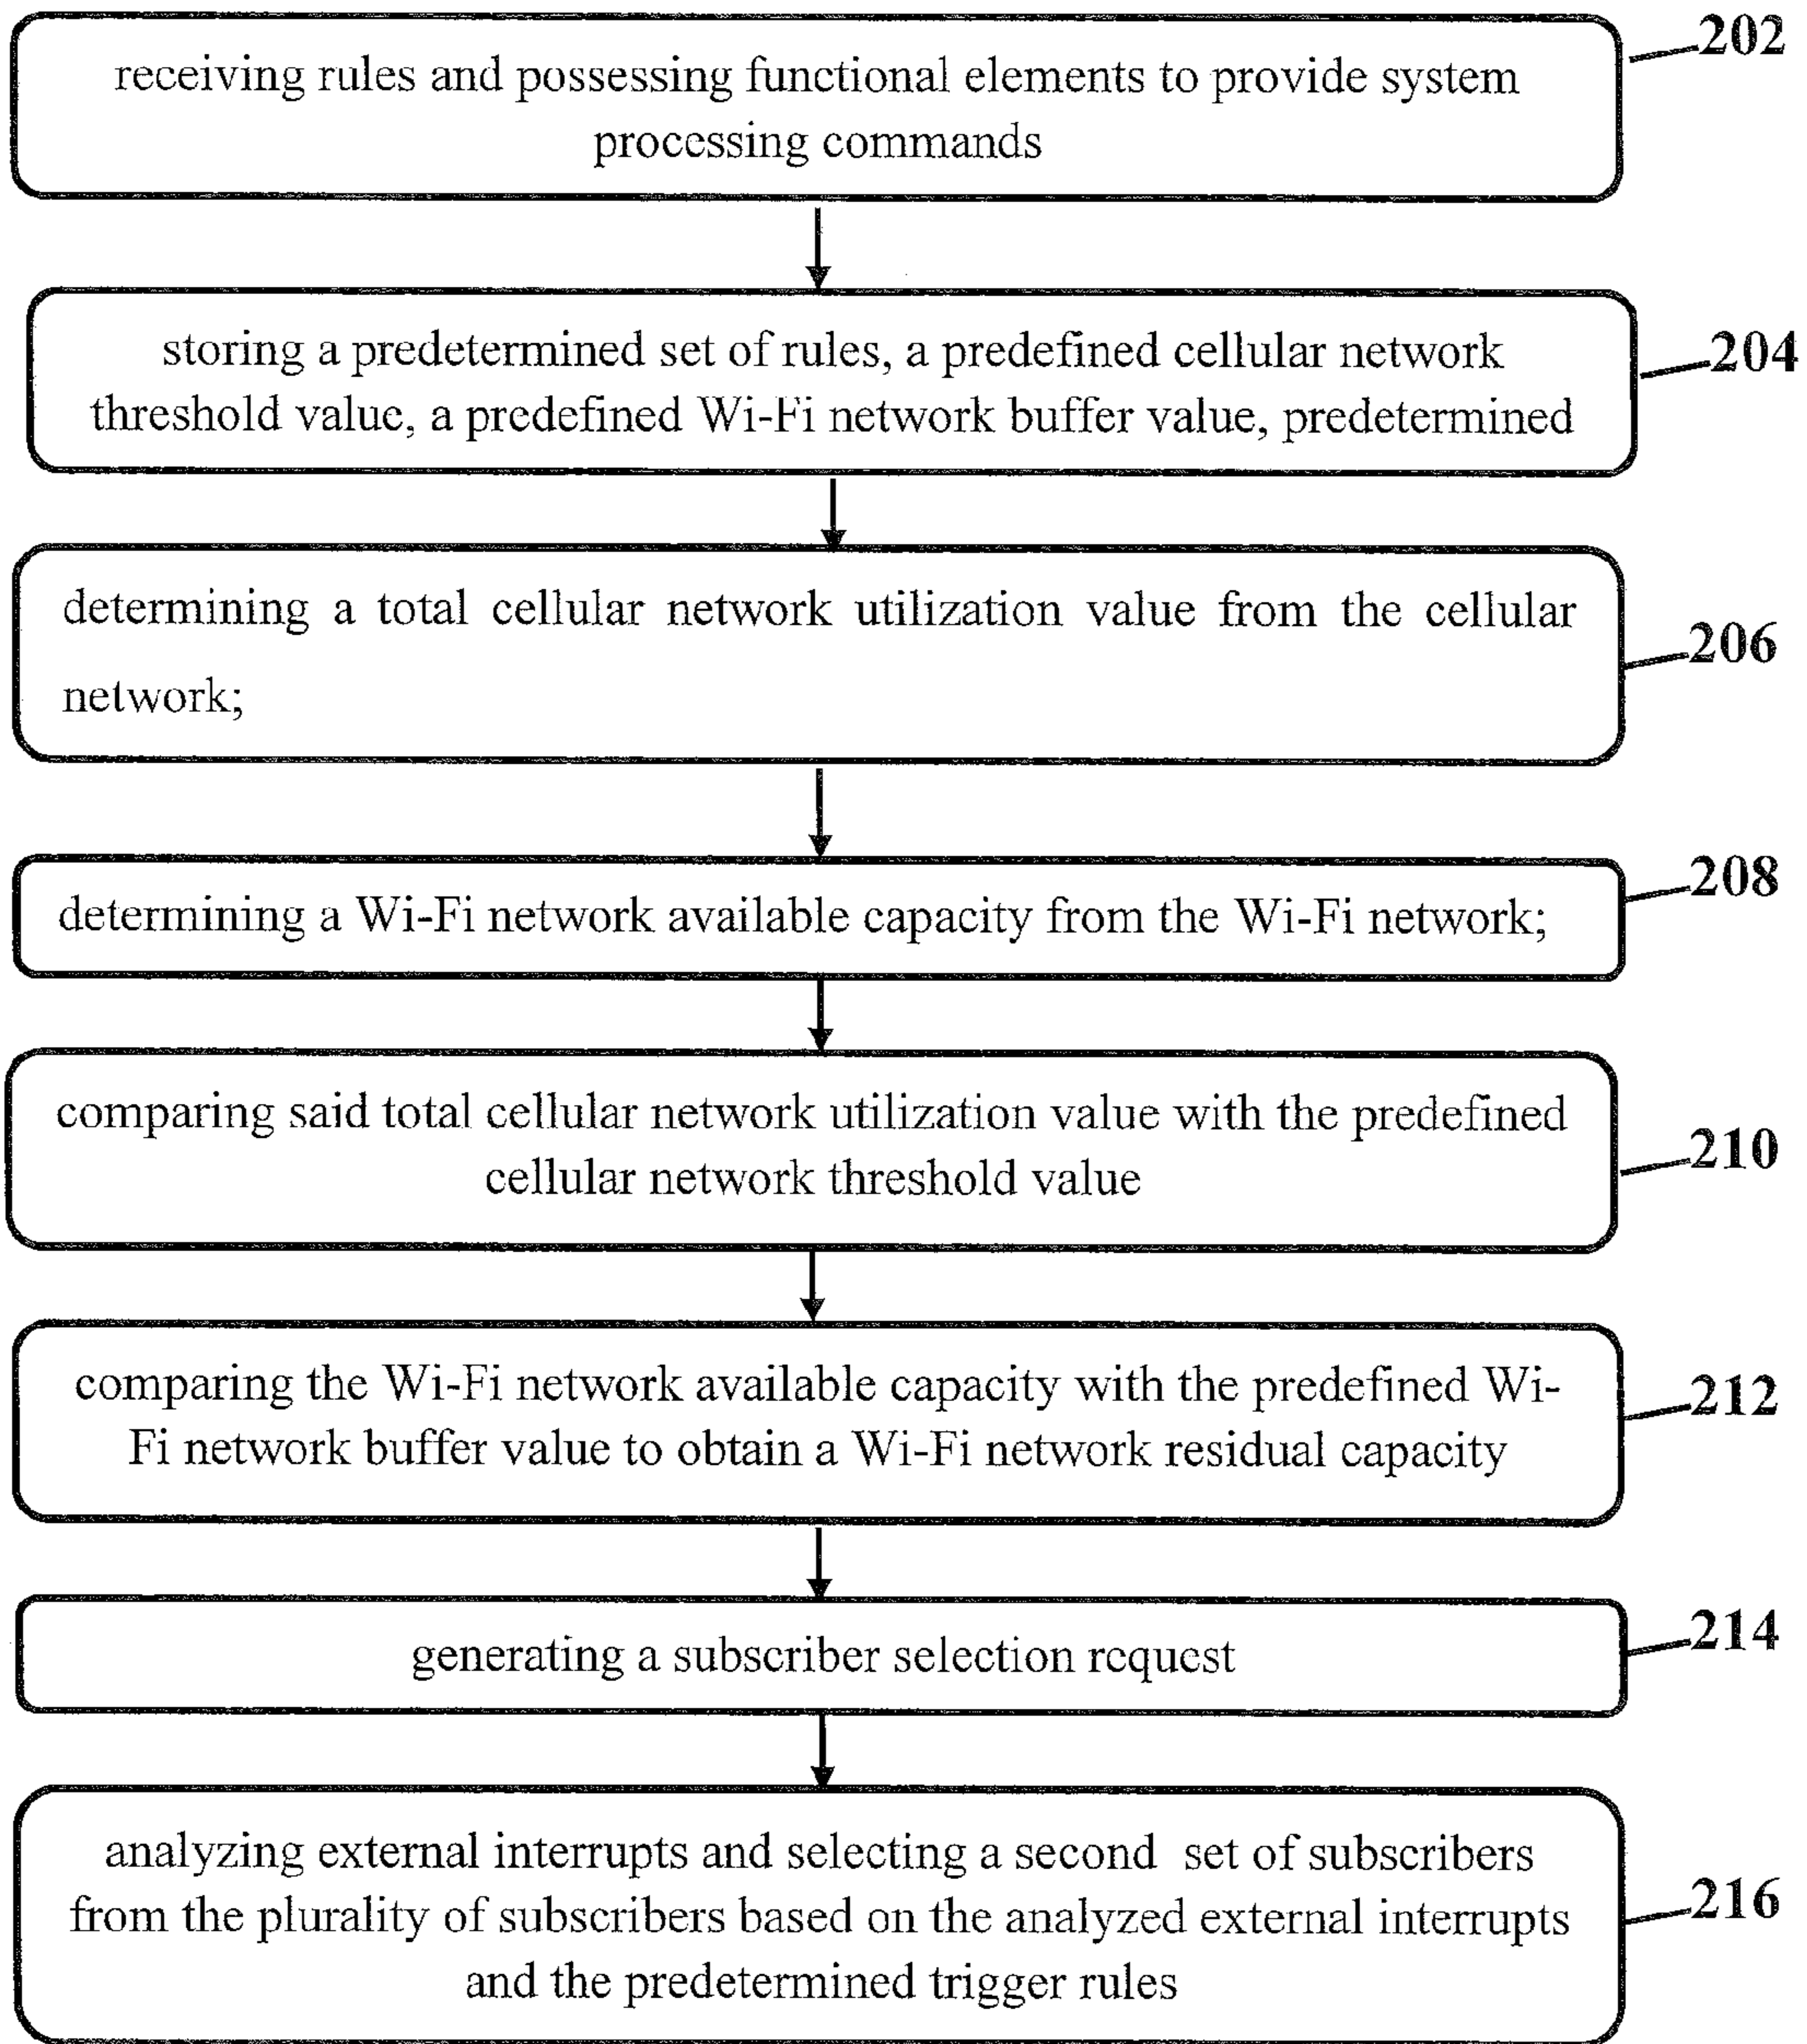 202
receiving rules and possessing functional elements to provide system
processing commands
204
storing a predetermined set of rules, a predefined cellular network
threshold value, a predefined Wi-Fi network buffer value, predetermined
206
determining a total cellular network utilization value from the cellular
network;
208
determining a Wi-Fi network available capacity from the Wi-Fi network;
210
comparing said total cellular network utilization value with the predefined
cellular network threshold value
212
comparing the Wi-Fi network available capacity with the predefined Wi-
Fi network buffer value to obtain a Wi-Fi network residual capacity
214
generating a subscriber selection request
216
analyzing external interrupts and selecting a second set of subscribers
from the plurality of subscribers based on the analyzed external interrupts
and the predetermined trigger rules